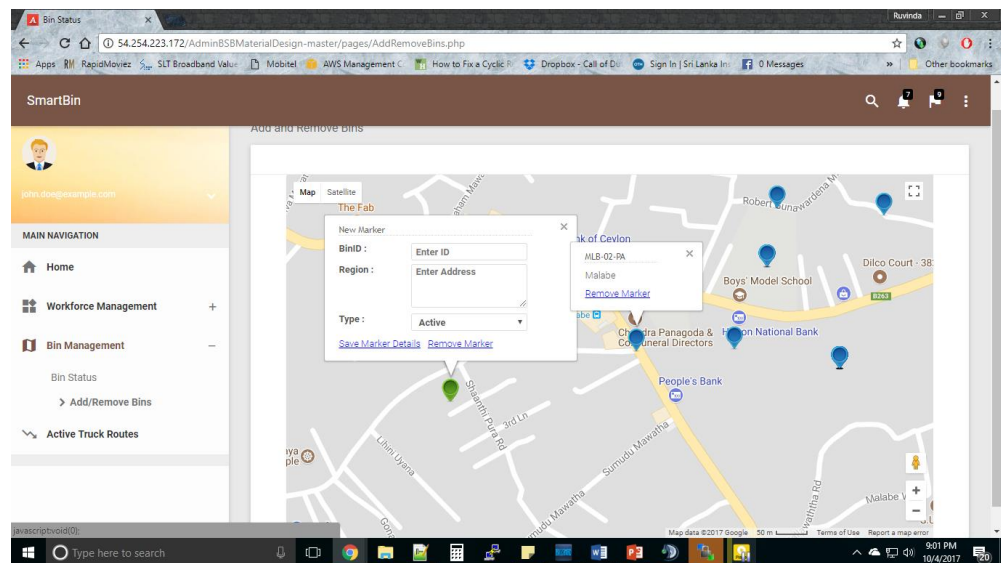 Bin Status
Ruvinda
54.254.223.172/AdminBSBMaterialDesign-master/pages/AddRemoveBins.php
Apps RapidMoviez SLT Broadband Value Mobitel AWS Management C How to Fix a Cyclic R Dropbox - Call of Du Sign In | Sri Lanka Ins 0 Messages » Other bookmarks
SmartBin
7
9
Add and Remove Bins
john.doe@example.com
MAIN NAVIGATION
Home
Workforce Management +
Bin Management −
Bin Status
Add/Remove Bins
Active Truck Routes
Map Satellite
The Fab
New Marker
BinID :
Enter ID
Region :
Enter Address
Type :
Active
Save Marker Details Remove Marker
nk of Ceylon
MLB-02-PA
Malabe
Remove Marker
Robert Gunawardena M
Boys' Model School
Dilco Court - 38
B263
Chandra Panagoda &
Co Funeral Directors
Hatton National Bank
People's Bank
Shaanthi Pura Rd
3rd Ln
Lihini Uyana
Sumudu Mawatha
Malabe V
+
−
Map data ©2017 Google 50 m Terms of Use Report a map error
javascript:void(0);
Type here to search
9:01 PM
10/4/2017
20